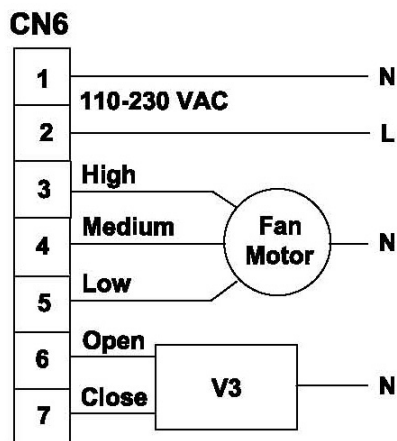 CN6
1 N
110-230 VAC
2 L
3 High
4 Medium Fan Motor N
5 Low
6 Open
V3 N
7 Close